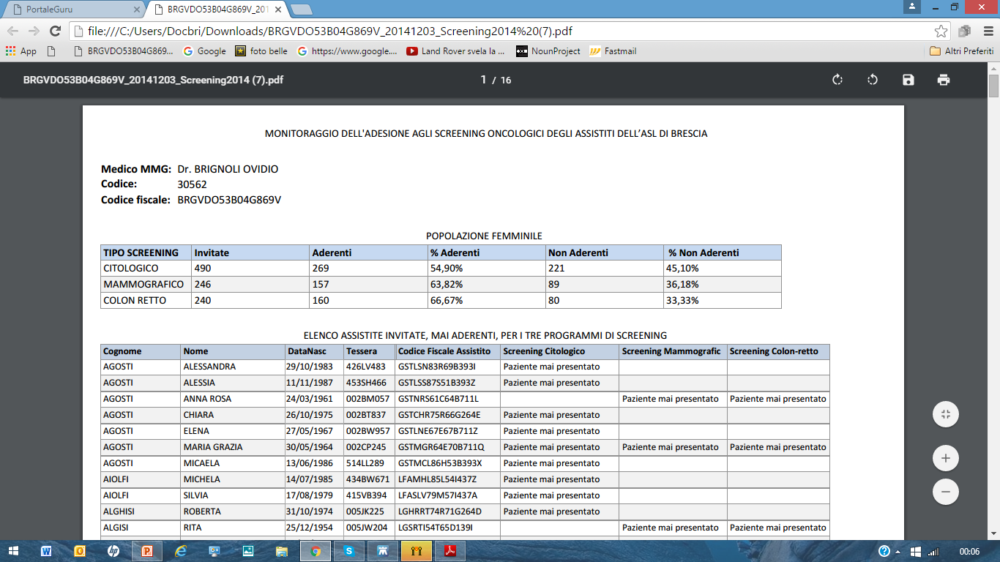 PortaleGuru
BRGVDO53B04G869V_201
file:///C:/Users/Docbri/Downloads/BRGVDO53B04G869V_20141203_Screening2014%20(7).pdf
App BRGVDO53B04G869... Google foto belle https://www.google.... Land Rover svela la ... NounProject Fastmail Altri Preferiti
BRGVDO53B04G869V_20141203_Screening2014 (7).pdf 1 / 16
MONITORAGGIO DELL'ADESIONE AGLI SCREENING ONCOLOGICI DEGLI ASSISTITI DELL’ASL DI BRESCIA
Medico MMG: Dr. BRIGNOLI OVIDIO
Codice: 30562
Codice fiscale: BRGVDO53B04G869V
POPOLAZIONE FEMMINILE
TIPO SCREENING Invitate Aderenti % Aderenti Non Aderenti % Non Aderenti
CITOLOGICO 490 269 54,90% 221 45,10%
MAMMOGRAFICO 246 157 63,82% 89 36,18%
COLON RETTO 240 160 66,67% 80 33,33%
ELENCO ASSISTITE INVITATE, MAI ADERENTI, PER I TRE PROGRAMMI DI SCREENING
Cognome Nome DataNasc Tessera Codice Fiscale Assistito Screening Citologico Screening Mammografic Screening Colon-retto
AGOSTI ALESSANDRA 29/10/1983 426LV483 GSTLSN83R69B393I Paziente mai presentato
AGOSTI ALESSIA 11/11/1987 453SH466 GSTLSS87S51B393Z Paziente mai presentato
AGOSTI ANNA ROSA 24/03/1961 002BM057 GSTNRS61C64B711L Paziente mai presentato Paziente mai presentato
AGOSTI CHIARA 26/10/1975 002BT837 GSTCHR75R66G264E Paziente mai presentato
AGOSTI ELENA 27/05/1967 002BW957 GSTLNE67E67B711Z Paziente mai presentato
AGOSTI MARIA GRAZIA 30/05/1964 002CP245 GSTMGR64E70B711Q Paziente mai presentato Paziente mai presentato Paziente mai presentato
AGOSTI MICAELA 13/06/1986 514LL289 GSTMCL86H53B393X Paziente mai presentato
AIOLFI MICHELA 14/07/1985 434BW671 LFAMHL85L54I437Z Paziente mai presentato
AIOLFI SILVIA 17/08/1979 415VB394 LFASLV79M57I437A Paziente mai presentato
ALGHISI ROBERTA 31/10/1974 005JK225 LGHRRT74R71G264D Paziente mai presentato
ALGISI RITA 25/12/1954 005JW204 LGSRTI54T65D139I Paziente mai presentato Paziente mai presentato
00:06